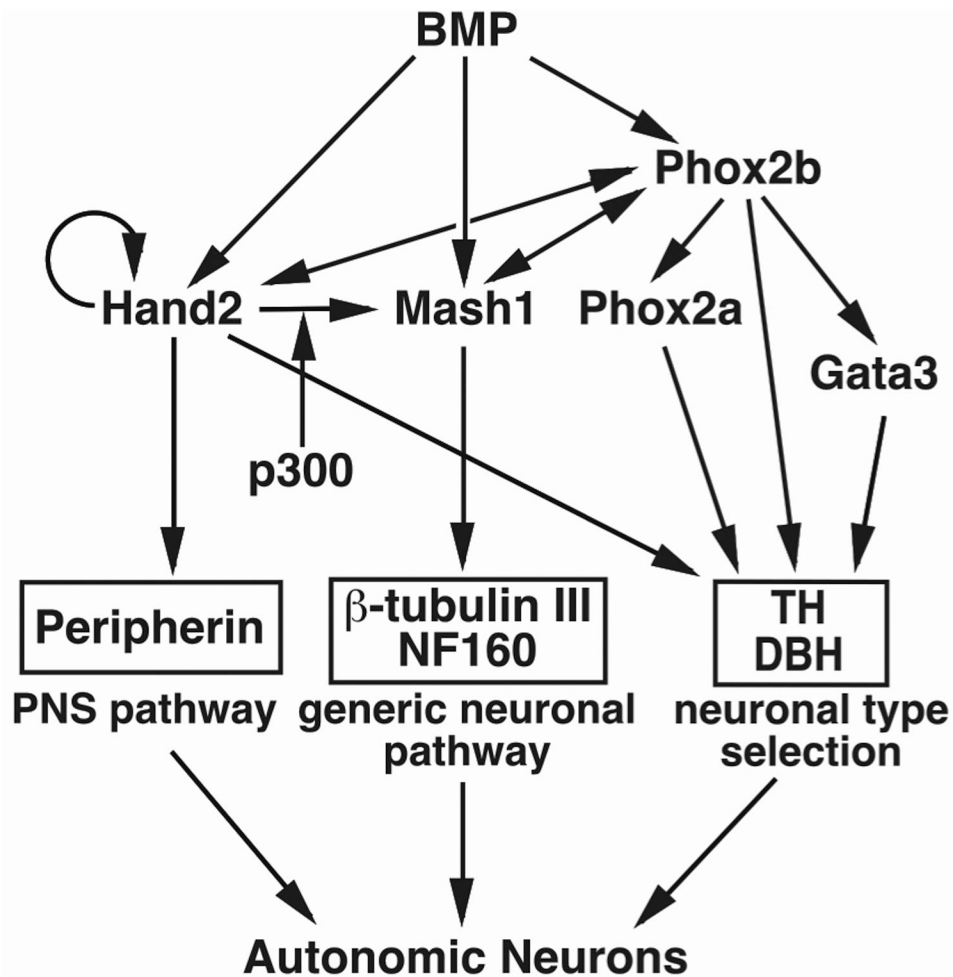 BMP
Phox2b
Hand2
Mash1
Phox2a
Gata3
p300
Peripherin
β-tubulin III
NF160
TH
DBH
PNS pathway
generic neuronal
pathway
neuronal type
selection
Autonomic Neurons